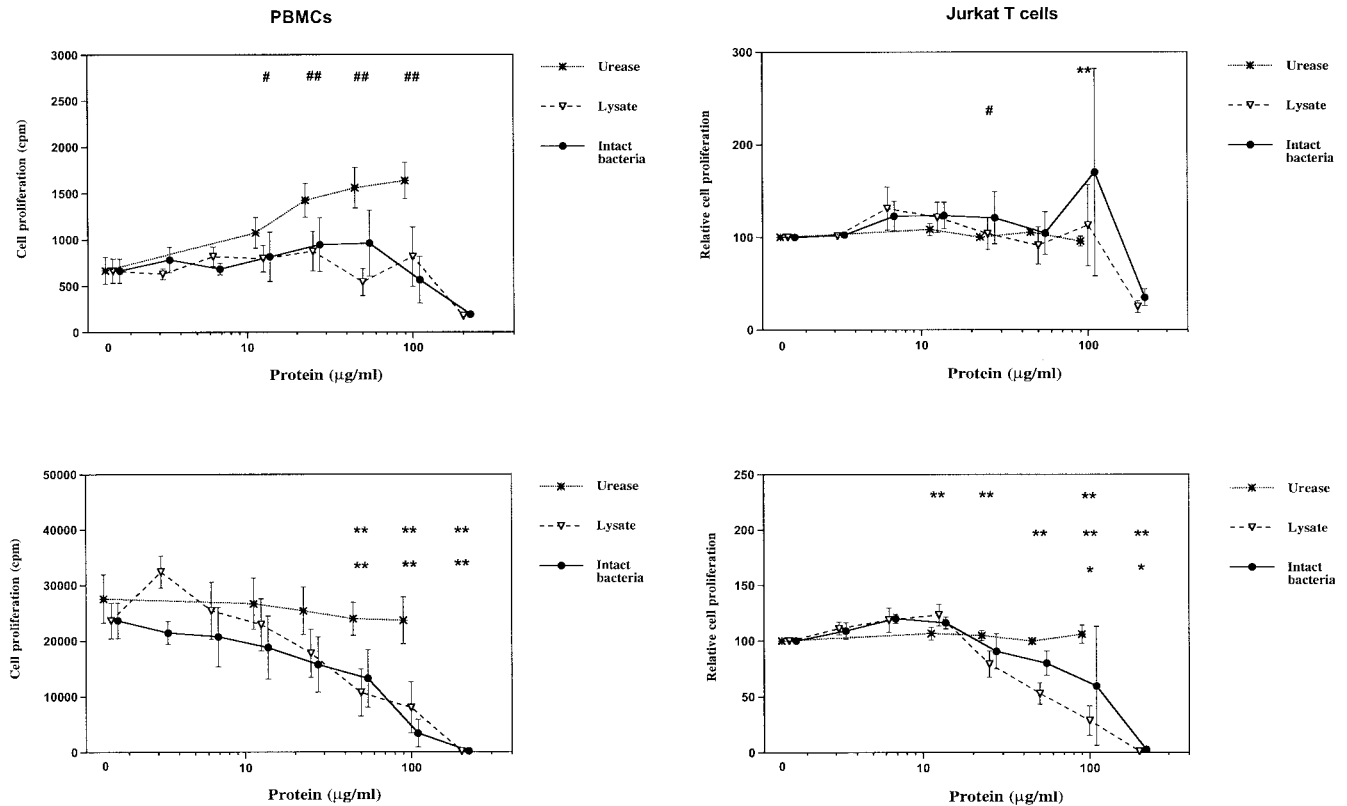 PBMCs
Jurkat T cells
3000
2500
2000
1500
1000
500
0
Cell proliferation (cpm)
# ## ## ##
0 10 100
Protein (µg/ml)
Urease
Lysate
Intact
bacteria
300
200
100
0
Relative cell proliferation
**
#
0 10 100
Protein (µg/ml)
Urease
Lysate
Intact
bacteria
50000
40000
30000
20000
10000
0
Cell proliferation (cpm)
** ** **
** ** **
0 10 100
Protein (µg/ml)
Urease
Lysate
Intact
bacteria
250
200
150
100
50
0
Relative cell proliferation
** ** **
** ** **
* *
0 10 100
Protein (µg/ml)
Urease
Lysate
Intact
bacteria